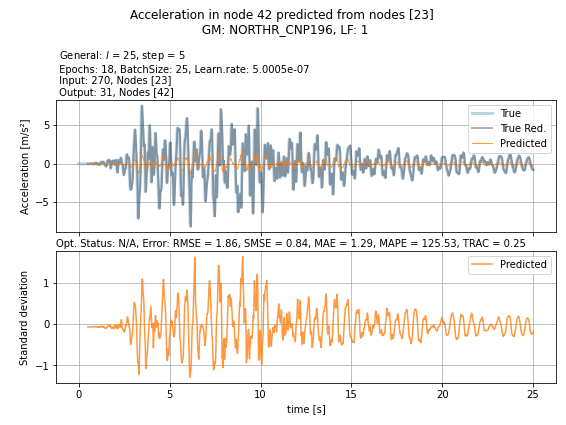 Acceleration in node 42 predicted from nodes [23]
GM: NORTHR_CNP196, LF: 1
General: l = 25, step = 5
Epochs: 18, BatchSize: 25, Learn.rate: 5.0005e-07
Input: 270, Nodes [23]
Output: 31, Nodes [42]
True
True Red.
Predicted
Acceleration [m/s²]
5
0
−5
Opt. Status: N/A, Error: RMSE = 1.86, SMSE = 0.84, MAE = 1.29, MAPE = 125.53, TRAC = 0.25
Predicted
Standard deviation
1
0
−1
0 5 10 15 20 25
time [s]